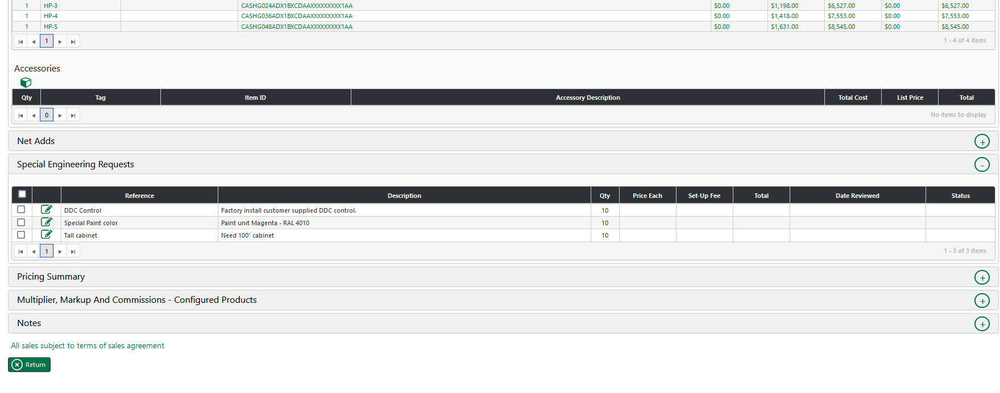 1 HP-3 CASHG024ADX1BXCDAAXXXXXXXXX1AA $0.00 $1,198.00 $6,527.00 $0.00 $6,527.00
1 HP-4 CASHG036ADX1BXCDAAXXXXXXXXX1AA $0.00 $1,418.00 $7,553.00 $0.00 $7,553.00
1 HP-5 CASHG048ADX1BXCDAAXXXXXXXXX1AA $0.00 $1,631.00 $8,545.00 $0.00 $8,545.00
1 1 - 4 of 4 items
Accessories
Qty Tag Item ID Accessory Description Total Cost List Price Total
0 No items to display
Net Adds
Special Engineering Requests
Reference Description Qty Price Each Set-Up Fee Total Date Reviewed Status
DDC Control Factory install customer supplied DDC control. 10
Special Paint color Paint unit Magenta - RAL 4010 10
Tall cabinet Need 100" cabinet 10
1 1 - 3 of 3 items
Pricing Summary
Multiplier, Markup And Commissions - Configured Products
Notes
All sales subject to terms of sales agreement
Return